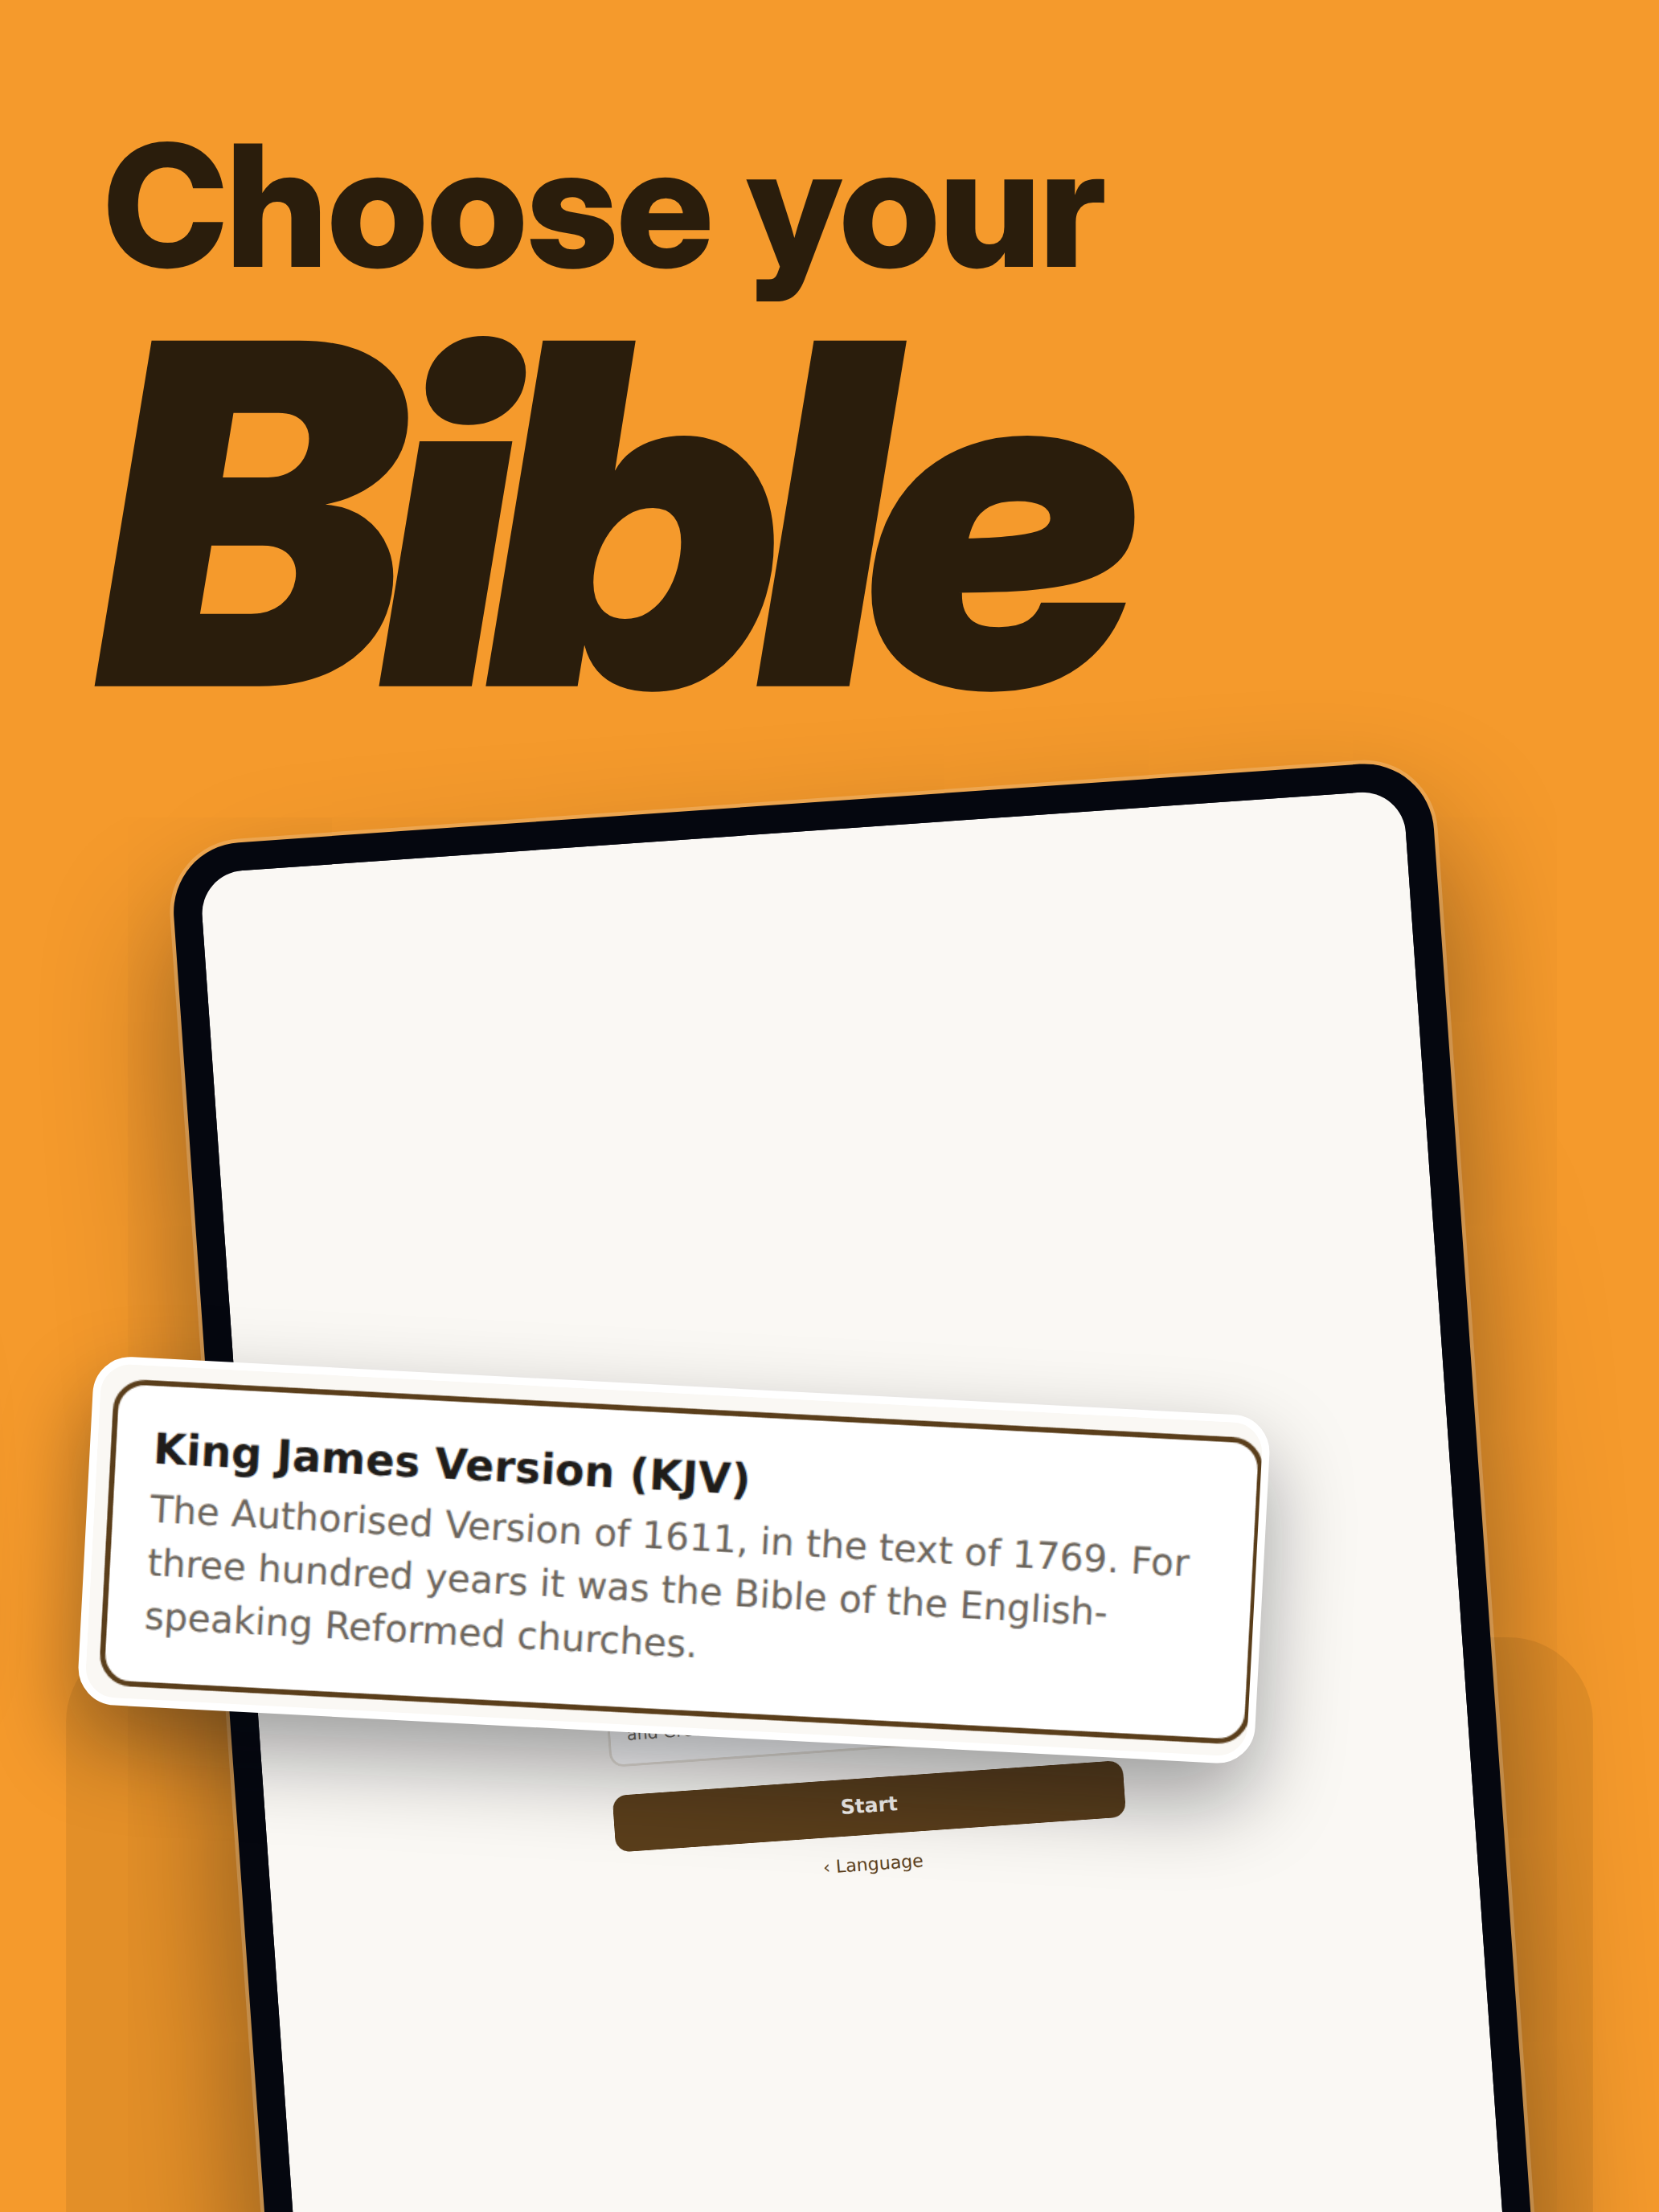 Choose your
Bible
King James Version (KJV)
The Authorised Version of 1611, in the text of 1769. For
three hundred years it was the Bible of the English-
speaking Reformed churches.
and
Start
‹ Language